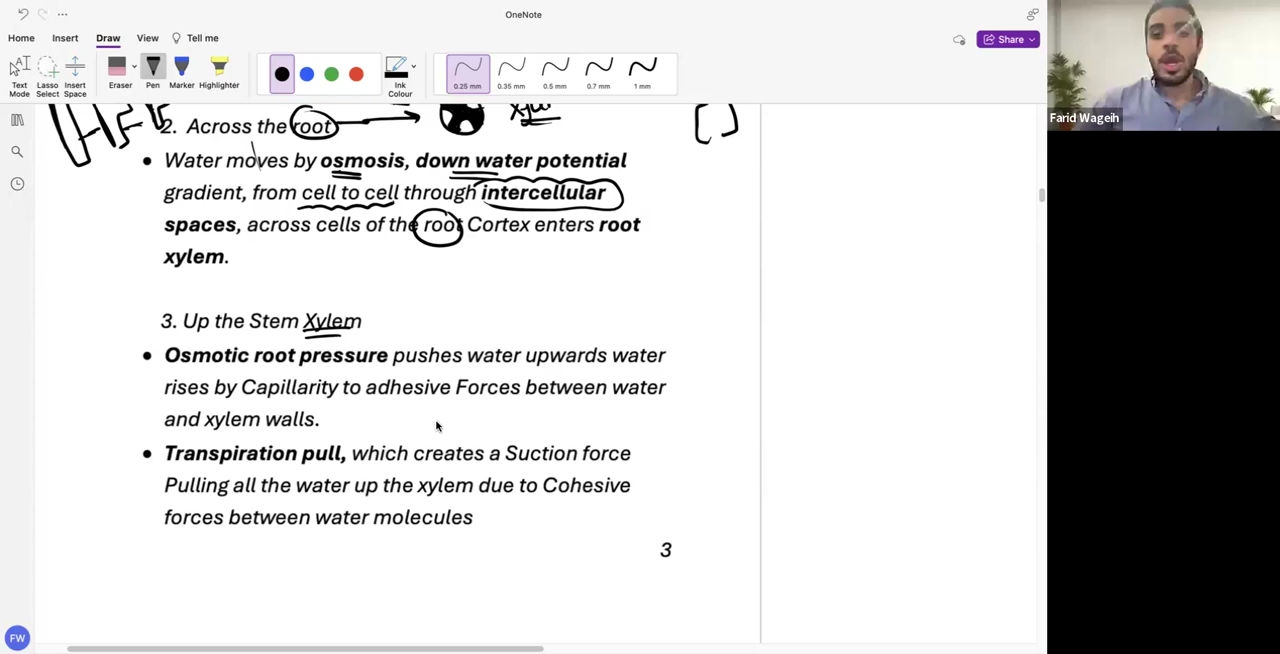 OneNote
Home Insert Draw View Tell me
Share
Text Mode
Lasso Select
Insert Space
Eraser
Pen
Marker
Highlighter
Ink Colour
0.25 mm 0.35 mm 0.5 mm 0.7 mm 1 mm
Farid Wageih
2. Across the root
• Water moves by osmosis, down water potential
gradient, from cell to cell through intercellular
spaces, across cells of the root Cortex enters root
xylem.
3. Up the Stem Xylem
• Osmotic root pressure pushes water upwards water
rises by Capillarity to adhesive Forces between water
and xylem walls.
• Transpiration pull, which creates a Suction force
Pulling all the water up the xylem due to Cohesive
forces between water molecules
3
FW